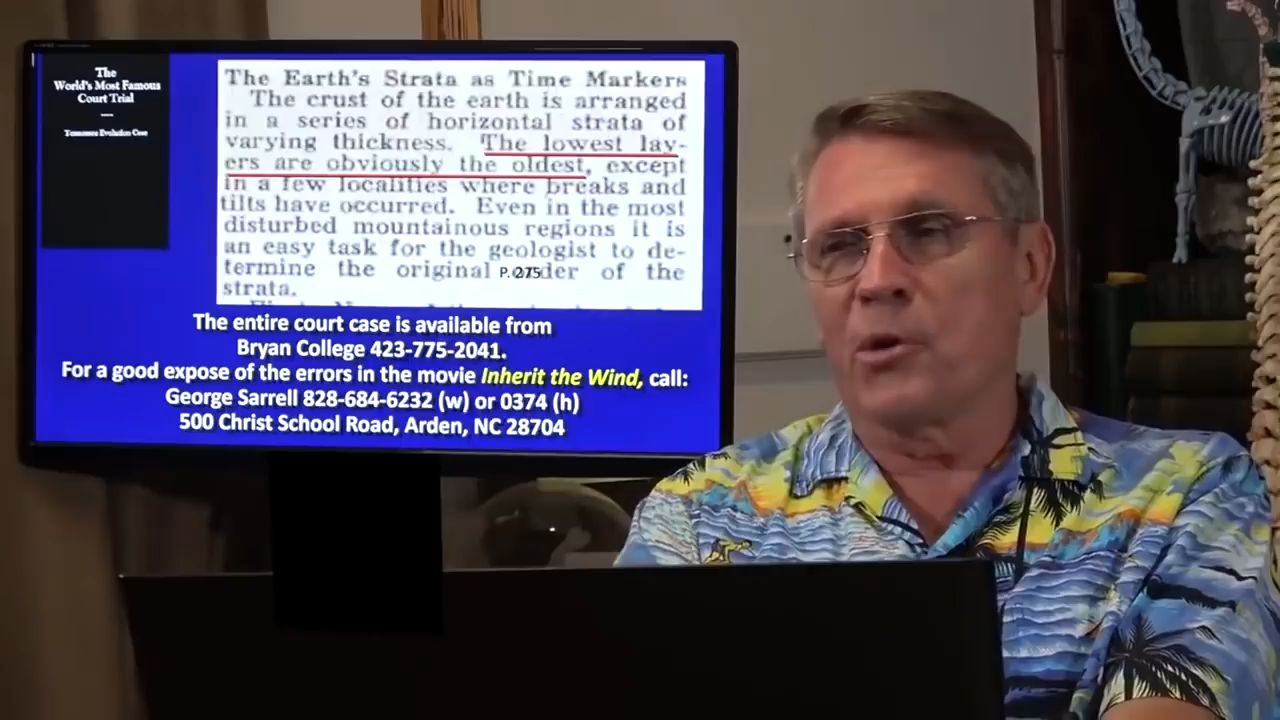 The
World's Most Famous
Court Trial
Tennessee Evolution Case
The Earth's Strata as Time Markers
The crust of the earth is arranged
in a series of horizontal strata of
varying thickness. The lowest lay-
ers are obviously the oldest, except
in a few localities where breaks and
tilts have occurred. Even in the most
disturbed mountainous regions it is
an easy task for the geologist to de-
termine the original order of the
P. 275
strata.
The entire court case is available from
Bryan College 423-775-2041.
For a good expose of the errors in the movie Inherit the Wind, call:
George Sarrell 828-684-6232 (w) or 0374 (h)
500 Christ School Road, Arden, NC 28704